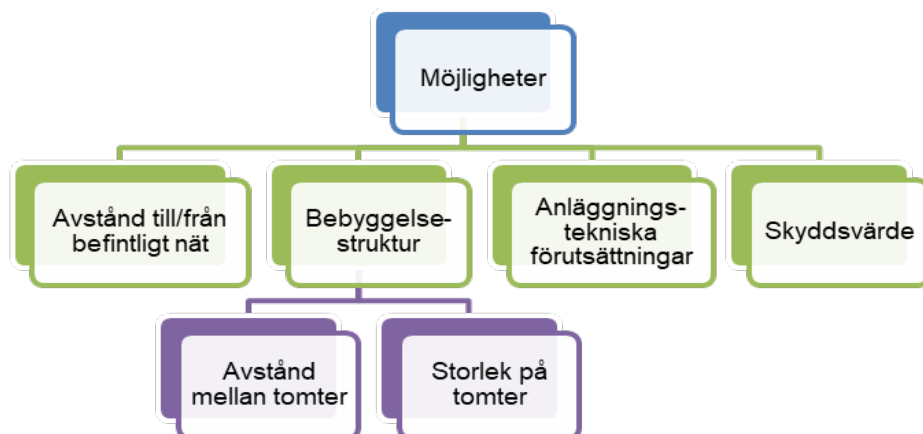 Möjligheter
Avstånd till/från
befintligt nät
Bebyggelse-
struktur
Anläggnings-
tekniska
förutsättningar
Skyddsvärde
Avstånd
mellan tomter
Storlek på
tomter